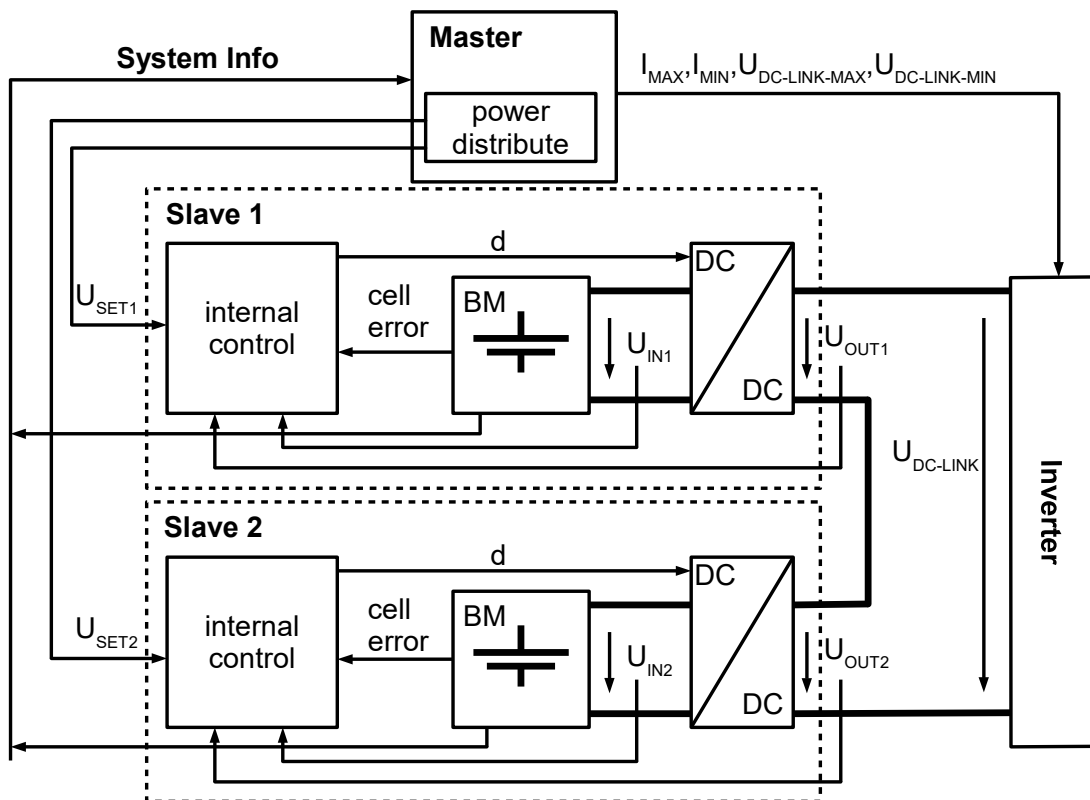 Master
System Info
I_MAX,I_MIN,U_DC-LINK-MAX,U_DC-LINK-MIN
power
distribute
Slave 1
d
DC
DC
U_SET1
internal
control
cell
error
BM
U_IN1
U_OUT1
U_DC-LINK
Inverter
Slave 2
d
DC
DC
U_SET2
internal
control
cell
error
BM
U_IN2
U_OUT2